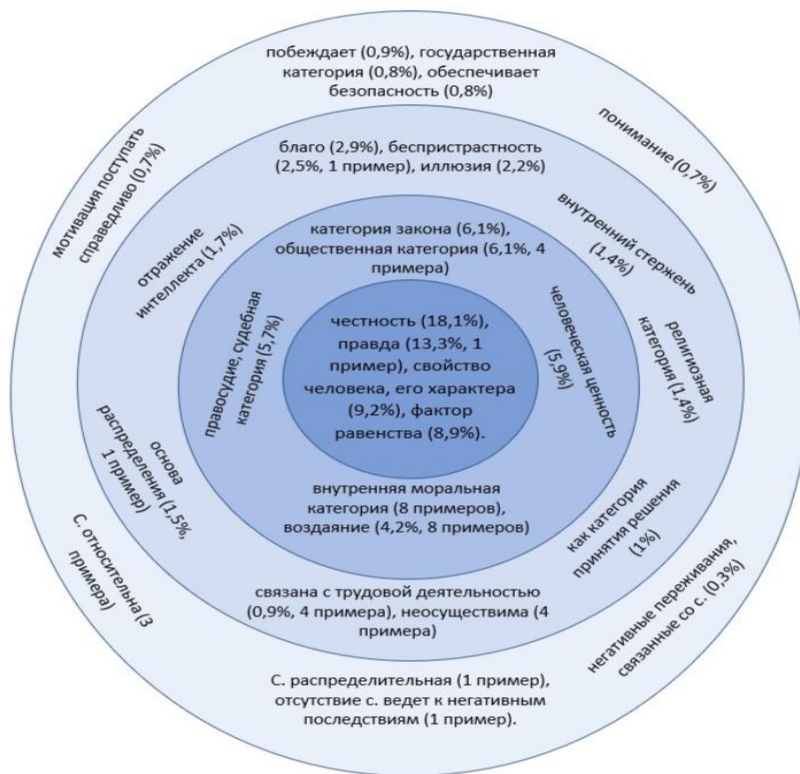 побеждает (0,9%), государственная
категория (0,8%), обеспечивает
безопасность (0,8%)
мотивация поступать
справедливо (0,7%)
понимание (0,7%)
благо (2,9%), беспристрастность
(2,5%, 1 пример), иллюзия (2,2%)
отражение
интеллекта (1,7%)
внутренний стержень
(1,4%)
категория закона (6,1%),
общественная категория (6,1%, 4
примера)
правосудие, судебная
категория (5,7%)
честность (18,1%),
правда (13,3%, 1
пример), свойство
человека, его характера
(9,2%), фактор
равенства (8,9%).
человеческая ценность
(5,9%)
религиозная
категория (1,4%)
основа
распределения (1,5%,
1 пример)
внутренняя моральная
категория (8 примеров),
воздаяние (4,2%, 8 примеров)
как категория
принятия решения
(1%)
С. относительна (3
примера)
связана с трудовой деятельностью
(0,9%, 4 примера), неосуществима (4
примера)
негативные переживания,
связанные со с. (0,3%)
С. распределительная (1 пример),
отсутствие с. ведет к негативным
последствиям (1 пример).